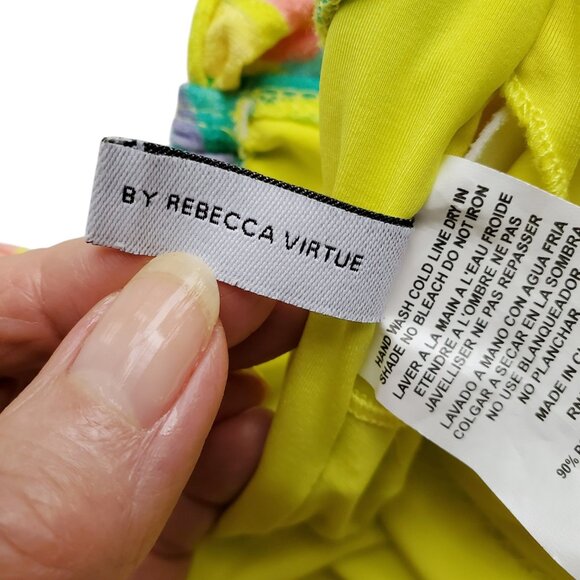 BY REBECCA VIRTUE
HAND WASH COLD LINE DRY IN
SHADE NO BLEACH DO NOT IRON
LAVER A LA MAIN A L'EAU FROIDE
ETENDRE A L'OMBRE NE PAS
JAVELLISER NE PAS REPASSER
LAVADO A MANO CON AGUA FRIA
COLGAR A SECAR EN LA SOMBRA
NO USE BLANQUEADOR
NO PLANCHAR
MADE IN
RN
90%